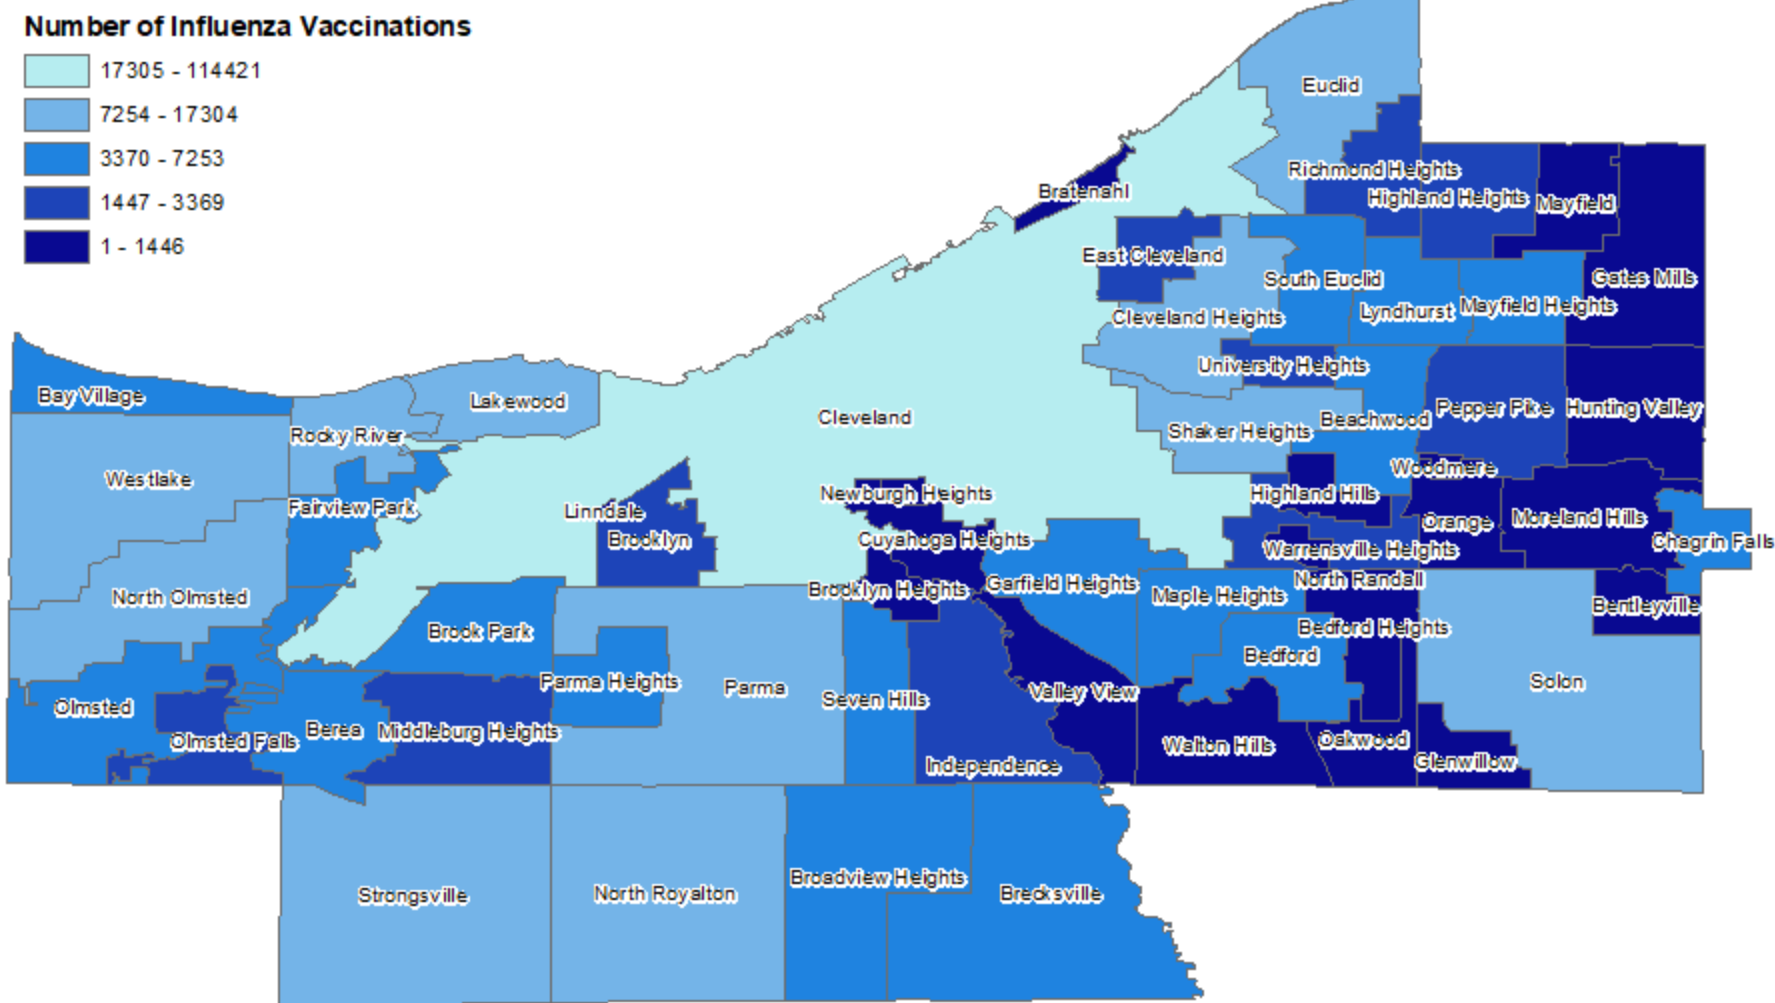 Number of Influenza Vaccinations
17305 - 114421
7254 - 17304
3370 - 7253
1447 - 3369
1 - 1446
Euclid
Richmond Heights
Bratenahl
Highland Heights
Mayfield
East Cleveland
South Euclid
Gates Mills
Mayfield Heights
Lyndhurst
Cleveland Heights
University Heights
Bay Village
Lakewood
Pepper Pike
Hunting Valley
Cleveland
Beachwood
Shaker Heights
Rocky River
Woodmere
Westlake
Newburgh Heights
Highland Hills
Fairview Park
Linndale
Moreland Hills
Orange
Brooklyn
Cuyahoga Heights
Chagrin Falls
Warrensville Heights
North Randall
Garfield Heights
Brooklyn Heights
Maple Heights
North Olmsted
Bentleyville
Bedford Heights
Brook Park
Bedford
Parma Heights
Solon
Parma
Valley View
Seven Hills
Olmsted
Berea
Middleburg Heights
Olmsted Falls
Oakwood
Walton Hills
Glenwillow
Independence
Broadview Heights
Strongsville
North Royalton
Brecksville